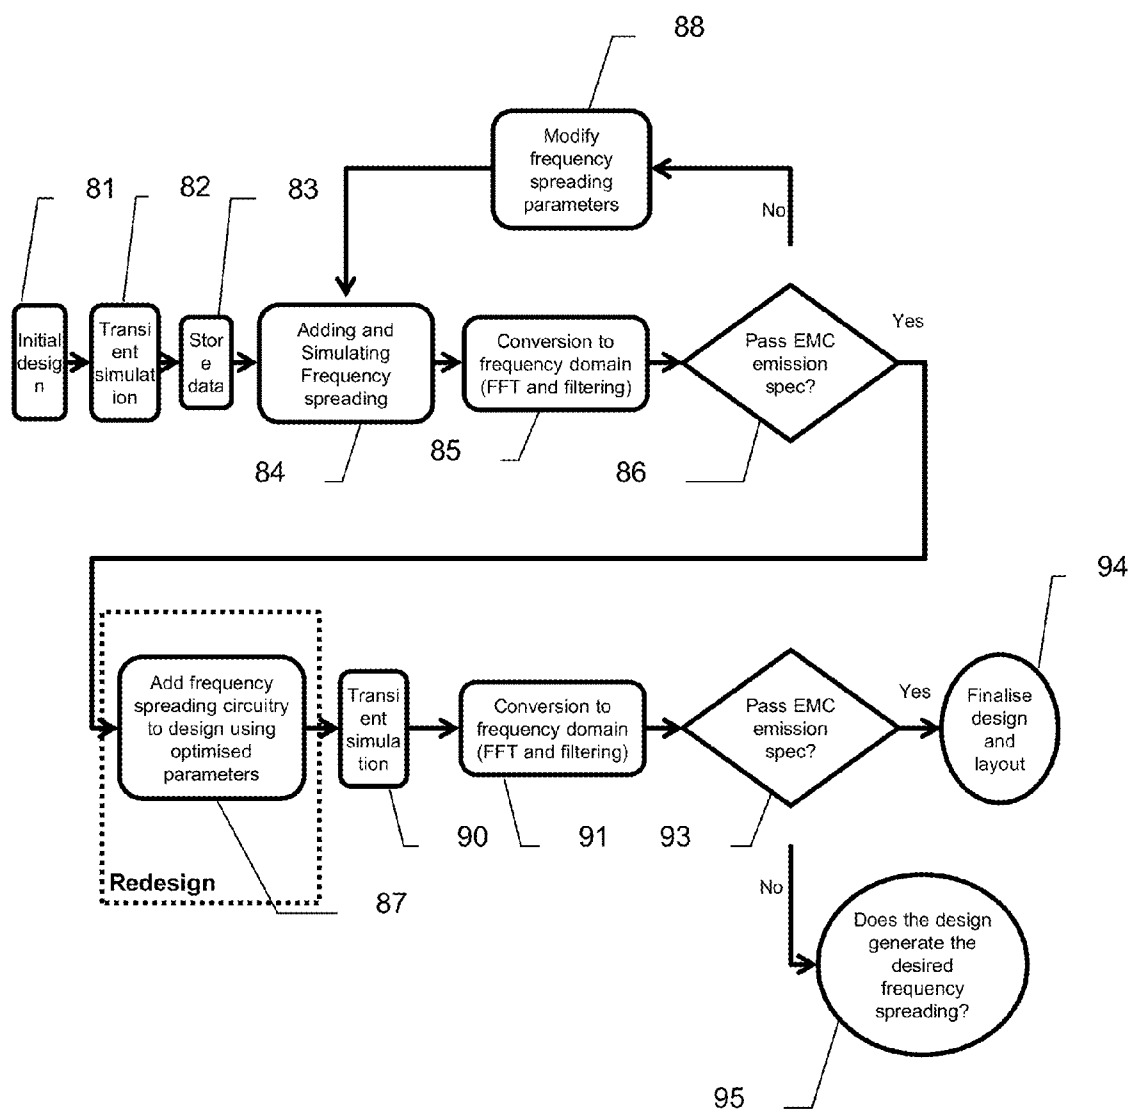 88
Modify
frequency
spreading
parameters
No
81
82
83
Initial
desig
n
Transi
ent
simulat
ion
Stor
e
data
Adding and
Simulating
Frequency
spreading
Conversion to
frequency domain
(FFT and filtering)
Pass EMC
emission
spec?
Yes
84
85
86
94
Add frequency
spreading circuitry
to design using
optimised
parameters
Redesign
87
Transi
ent
simula
tion
90
Conversion to
frequency domain
(FFT and filtering)
91
Pass EMC
emission
spec?
93
Yes
Finalise
design
and
layout
No
Does the design
generate the
desired
frequency
spreading?
95